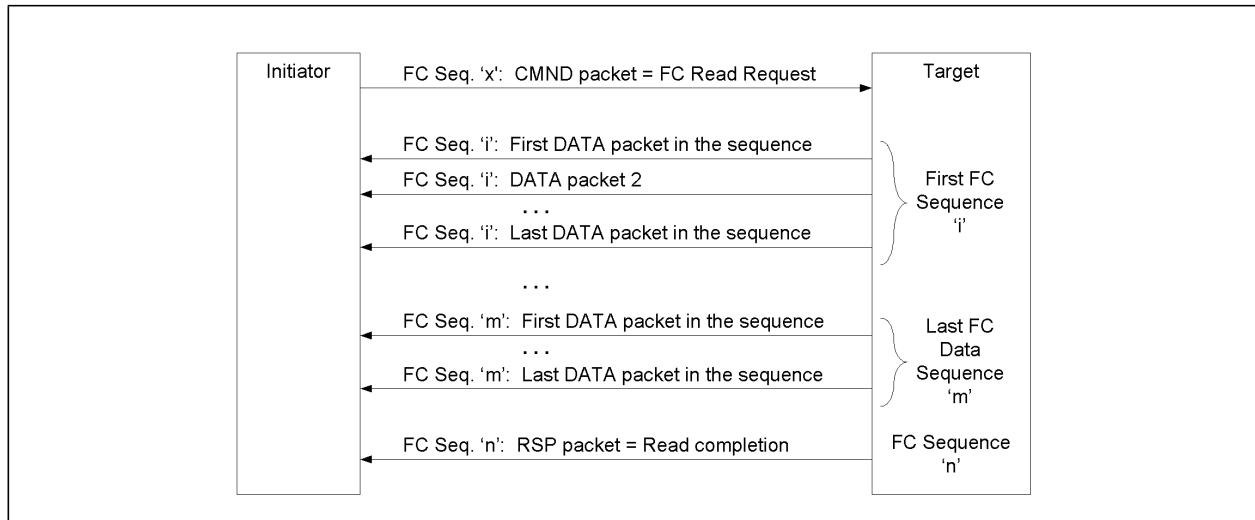 Initiator
Target
FC Seq. ‘x': CMND packet = FC Read Request
FC Seq. ‘i’: First DATA packet in the sequence
FC Seq. ‘i’: DATA packet 2
. . .
FC Seq. ‘i’: Last DATA packet in the sequence
First FC
Sequence
‘i’
. . .
FC Seq. ‘m’: First DATA packet in the sequence
. . .
FC Seq. ‘m’: Last DATA packet in the sequence
Last FC
Data
Sequence
‘m’
FC Seq. ‘n’: RSP packet = Read completion
FC Sequence
‘n’